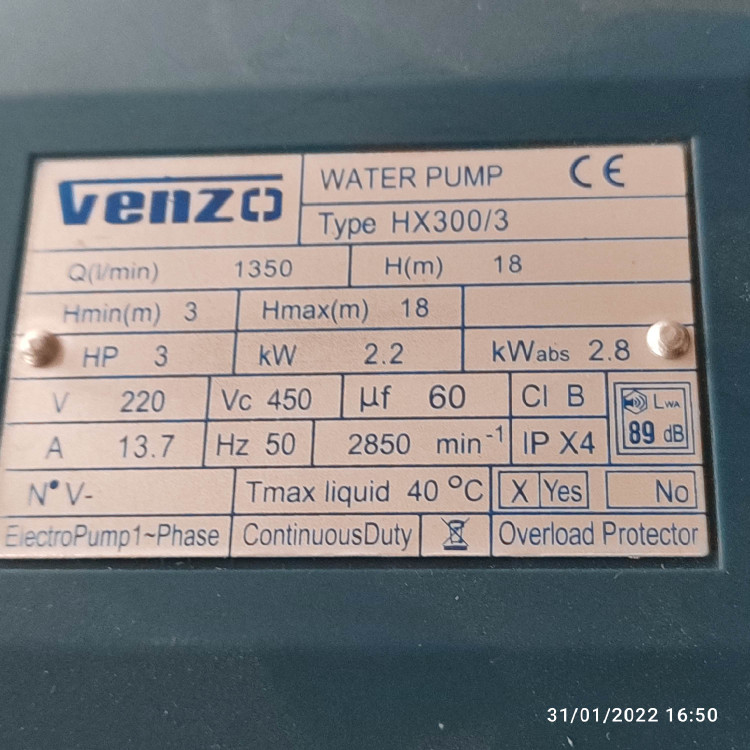 venzo
WATER PUMP CE
Type HX300/3
Q(l/min) 1350 H(m) 18
Hmin(m) 3 Hmax(m) 18
HP 3 kW 2.2 kWabs 2.8
V 220 Vc 450 µf 60 Cl B
LWA
89 dB
A 13.7 Hz 50 2850 min-1 IP X4
N° V- Tmax liquid 40 °C X Yes No
ElectroPump1~Phase ContinuousDuty Overload Protector
31/01/2022 16:50